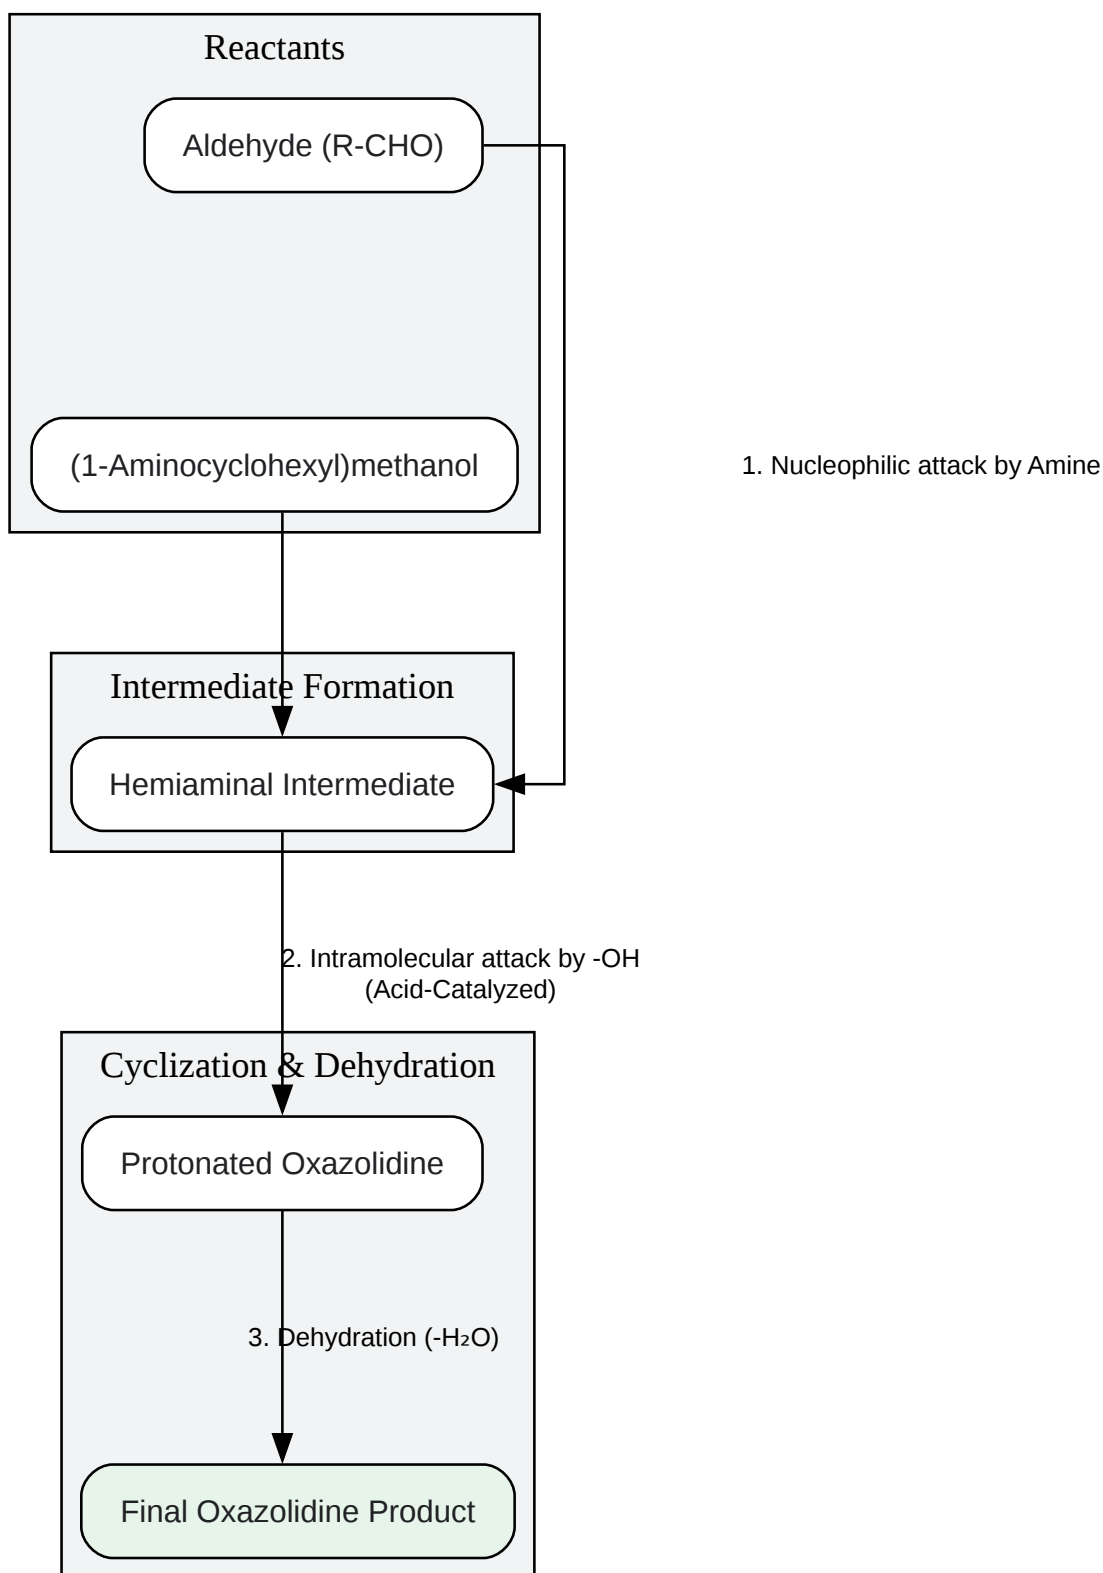 Reactants
Aldehyde (R-CHO)
(1-Aminocyclohexyl)methanol
1. Nucleophilic attack by Amine
Intermediate Formation
Hemiaminal Intermediate
2. Intramolecular attack by -OH
(Acid-Catalyzed)
Cyclization & Dehydration
Protonated Oxazolidine
3. Dehydration (-H₂O)
Final Oxazolidine Product